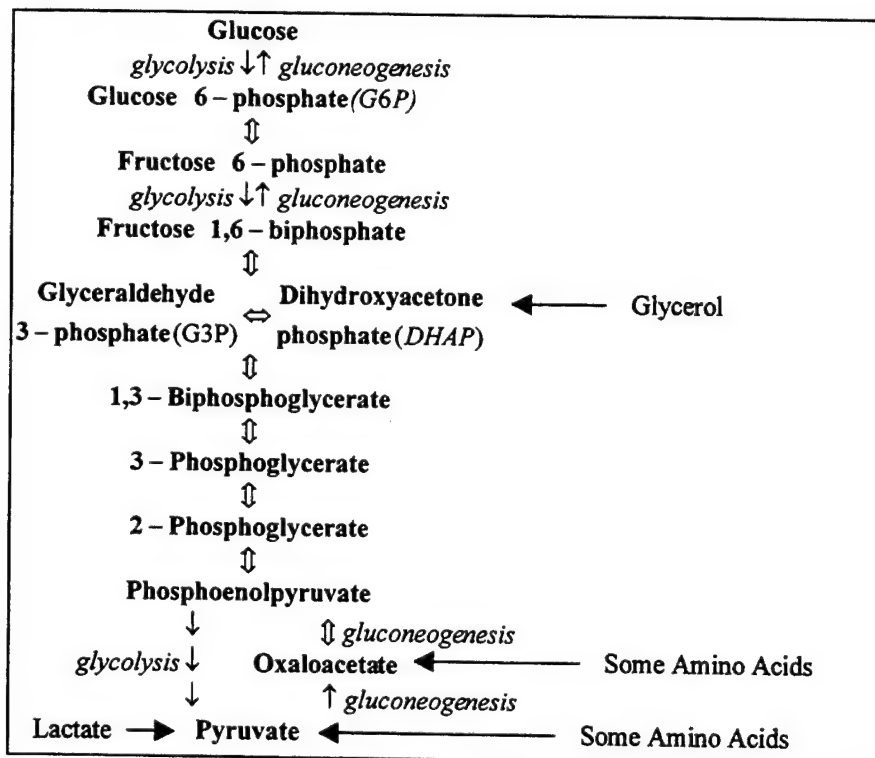 Glucose
glycolysis ↓↑ gluconeogenesis
Glucose 6 – phosphate(G6P)
⇕
Fructose 6 – phosphate
glycolysis ↓↑ gluconeogenesis
Fructose 1,6 – biphosphate
⇕
Glyceraldehyde ⇔ Dihydroxyacetone ← Glycerol
3 – phosphate(G3P) phosphate(DHAP)
⇕
1,3 – Biphosphoglycerate
⇕
3 – Phosphoglycerate
⇕
2 – Phosphoglycerate
⇕
Phosphoenolpyruvate
↓ ⇕ gluconeogenesis
glycolysis ↓ Oxaloacetate ← Some Amino Acids
↓ ↑ gluconeogenesis
Lactate → Pyruvate ← Some Amino Acids